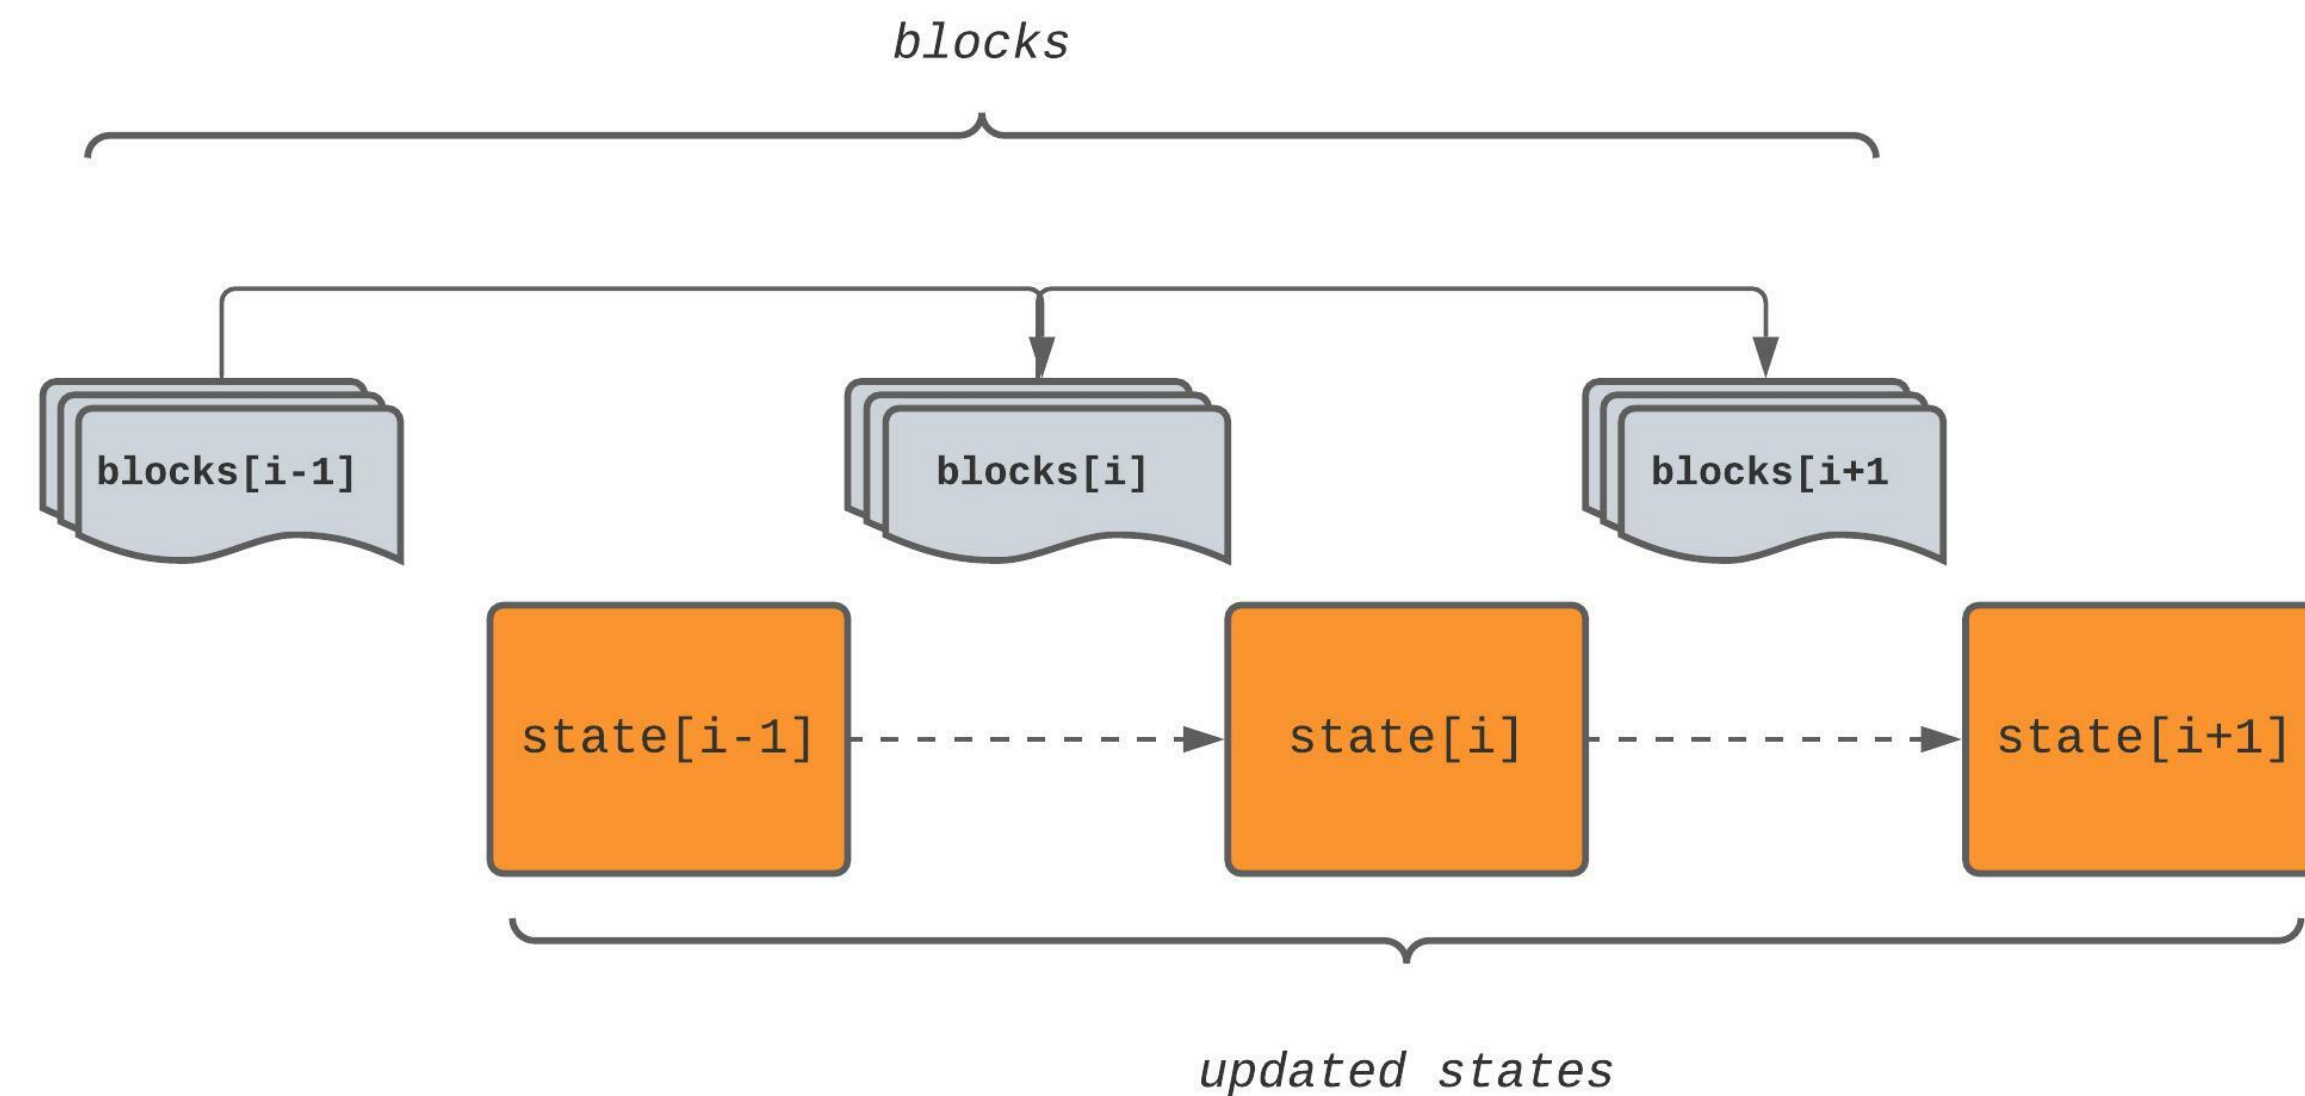 blocks
blocks[i-1]
blocks[i]
blocks[i+1
state[i-1]
state[i]
state[i+1]
updated states